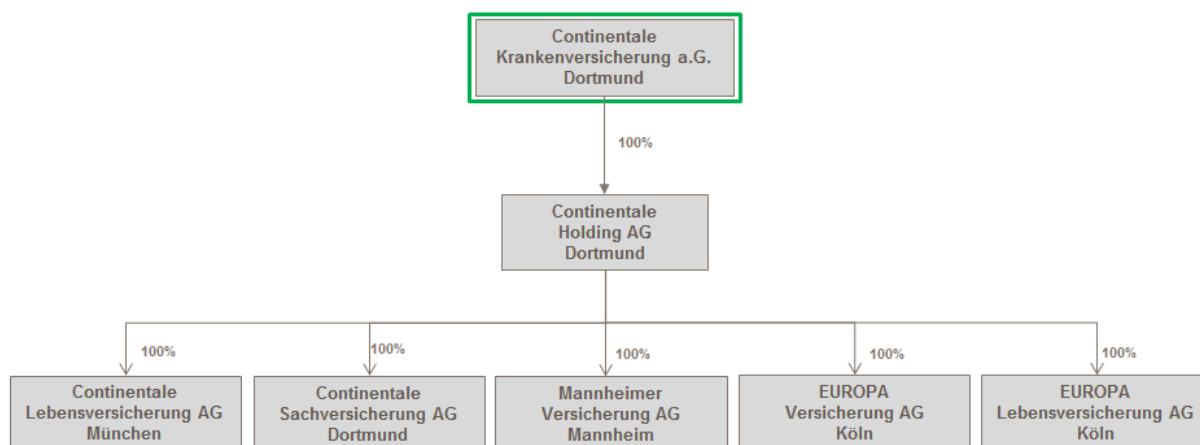 Continentale
Krankenversicherung a.G.
Dortmund
100%
Continentale
Holding AG
Dortmund
100%
100%
100%
100%
100%
Continentale
Lebensversicherung AG
München
Continentale
Sachversicherung AG
Dortmund
Mannheimer
Versicherung AG
Mannheim
EUROPA
Versicherung AG
Köln
EUROPA
Lebensversicherung AG
Köln